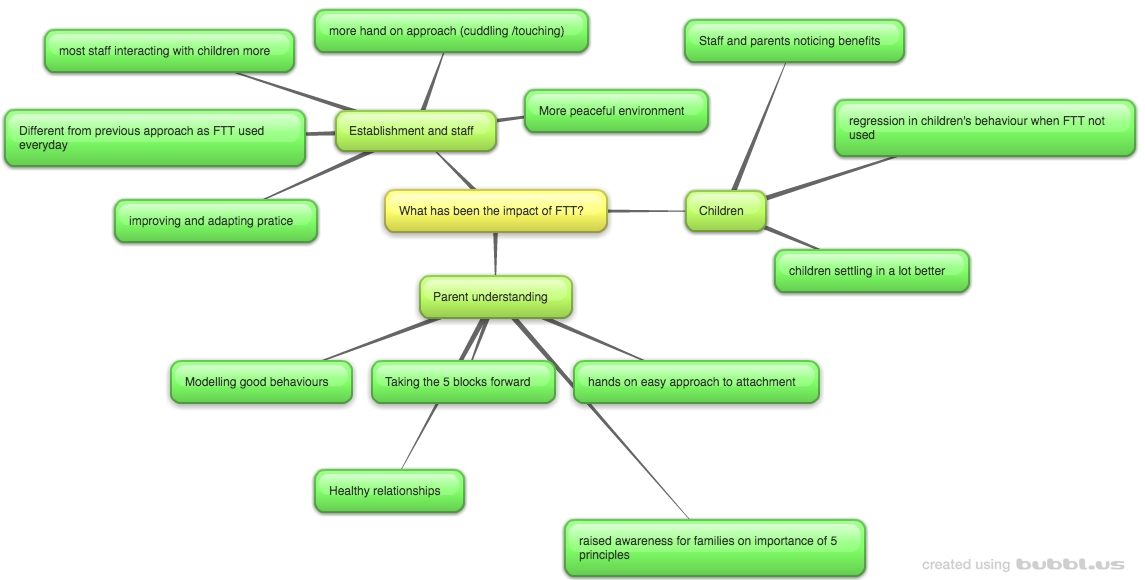 more hand on approach (cuddling /touching)
most staff interacting with children more
Staff and parents noticing benefits
More peaceful environment
Different from previous approach as FTT used
everyday
Establishment and staff
regression in children's behaviour when FTT not
used
improving and adapting pratice
What has been the impact of FTT?
Children
children settling in a lot better
Parent understanding
Modelling good behaviours
Taking the 5 blocks forward
hands on easy approach to attachment
Healthy relationships
raised awareness for families on importance of 5
principles
created using bubbl.us